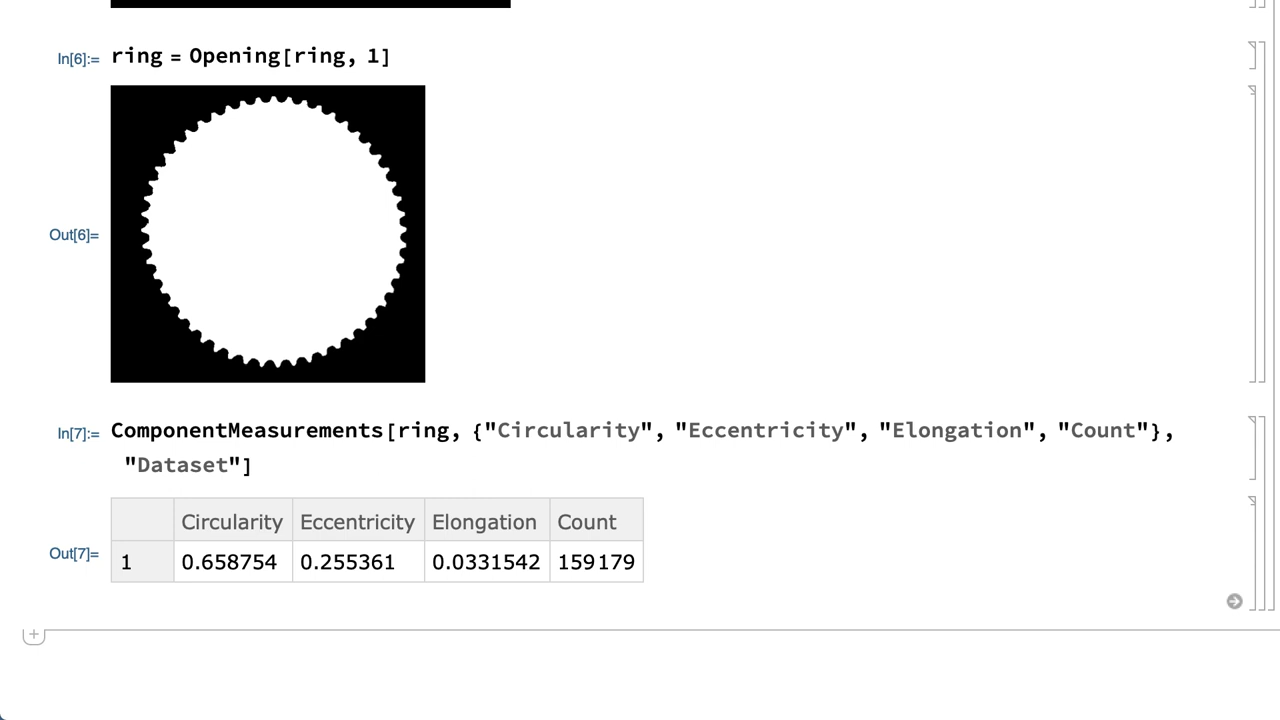 In[6]:= ring = Opening[ring, 1]
Out[6]=
In[7]:= ComponentMeasurements[ring, {"Circularity", "Eccentricity", "Elongation", "Count"},
"Dataset"]
Circularity Eccentricity Elongation Count
Out[7]= 1 0.658754 0.255361 0.0331542 159179